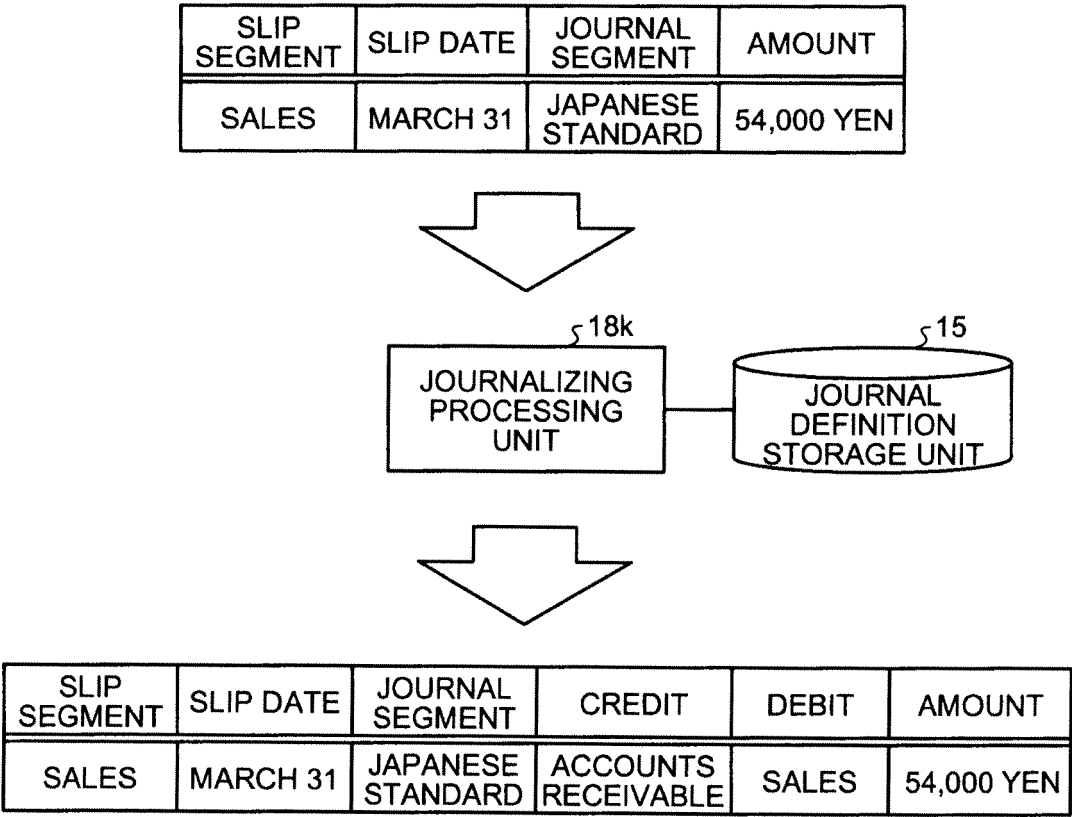 SLIP SEGMENT SLIP DATE JOURNAL SEGMENT AMOUNT
SALES MARCH 31 JAPANESE STANDARD 54,000 YEN
18k
15
JOURNALIZING
PROCESSING
UNIT
JOURNAL
DEFINITION
STORAGE UNIT
SLIP SEGMENT SLIP DATE JOURNAL SEGMENT CREDIT DEBIT AMOUNT
SALES MARCH 31 JAPANESE STANDARD ACCOUNTS RECEIVABLE SALES 54,000 YEN